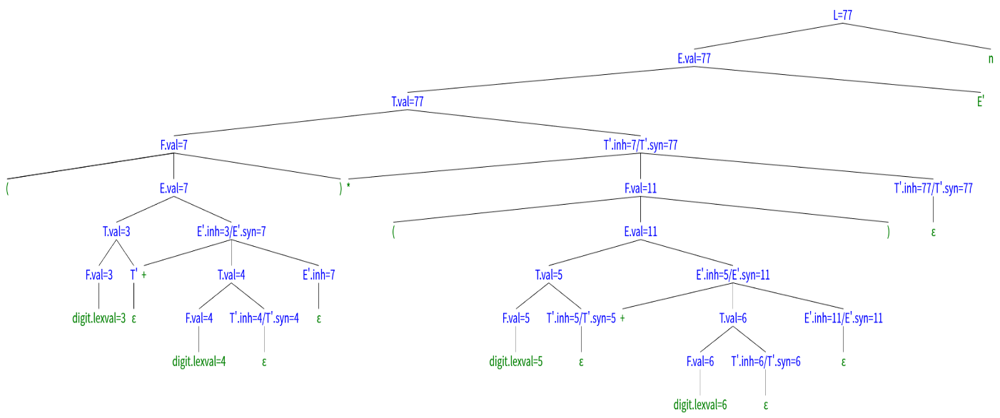 L=77
E.val=77 n
T.val=77 E'
F.val=7 T'.inh=7/T'.syn=77
( E.val=7 ) * F.val=11 T'.inh=77/T'.syn=77
T.val=3 E'.inh=3/E'.syn=7 ( E.val=11 ) ε
F.val=3 T' + T.val=4 E'.inh=7 T.val=5 E'.inh=5/E'.syn=11
digit.lexval=3 ε F.val=4 T'.inh=4/T'.syn=4 ε F.val=5 T'.inh=5/T'.syn=5 + T.val=6 E'.inh=11/E'.syn=11
digit.lexval=4 ε digit.lexval=5 ε F.val=6 T'.inh=6/T'.syn=6 ε
digit.lexval=6 ε